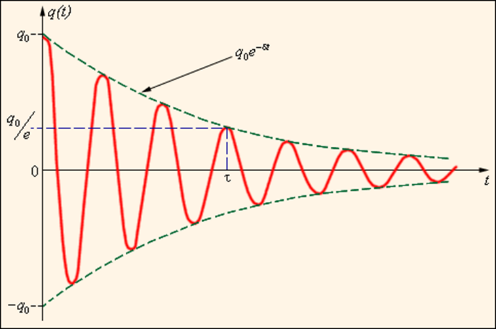 q(t)
q₀
q₀e⁻ᵟᵗ
q₀/e
0
τ
t
−q₀